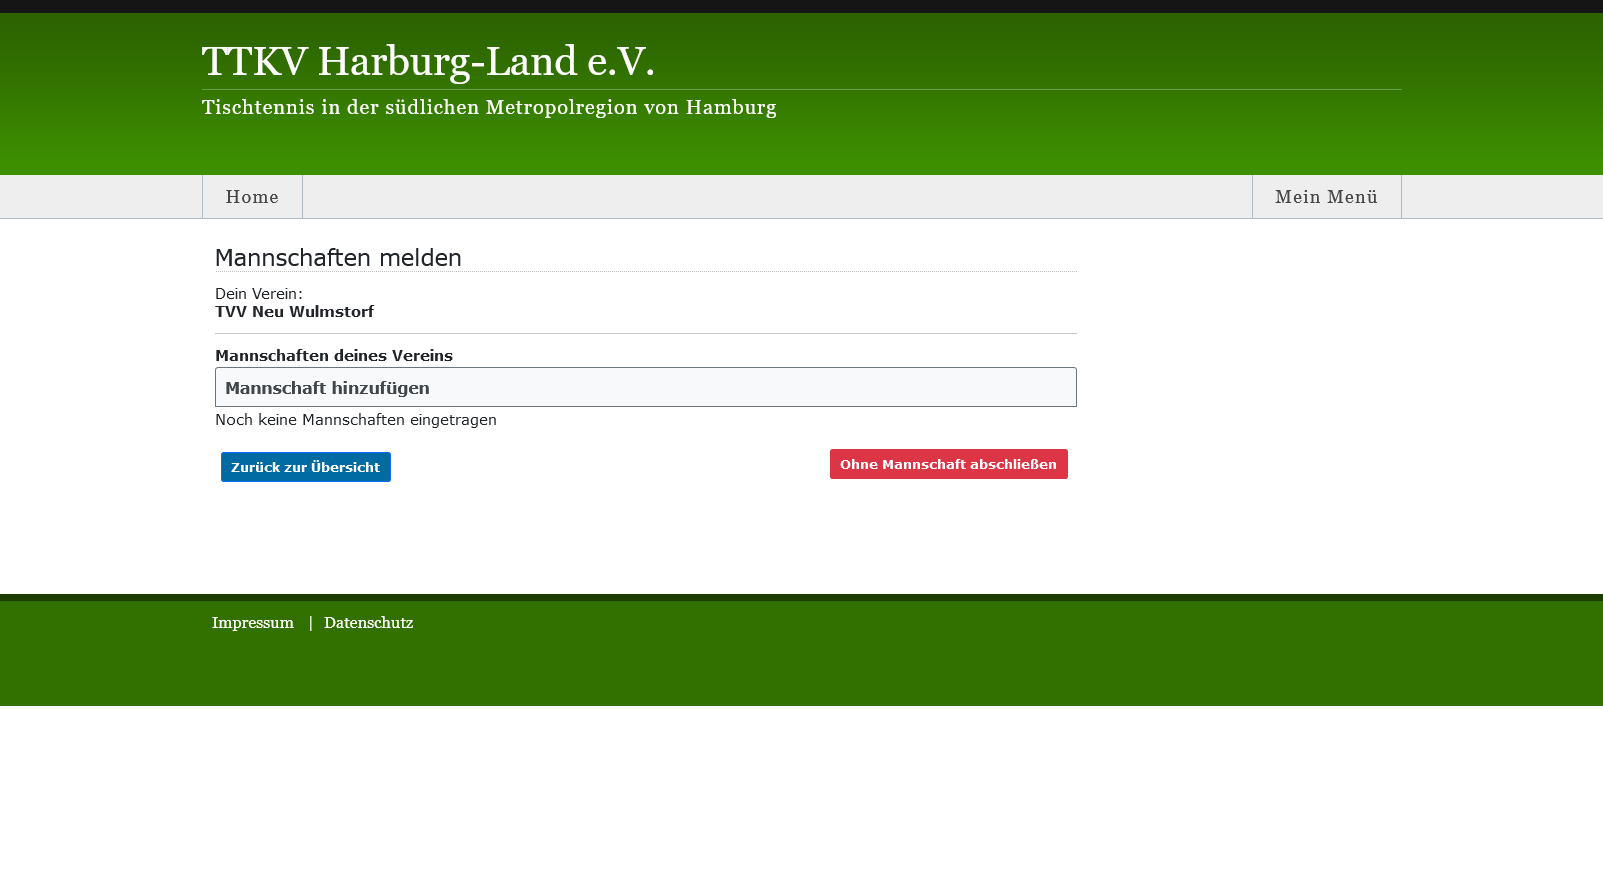 TTKV Harburg-Land e.V.
Tischtennis in der südlichen Metropolregion von Hamburg
Home
Mein Menü
Mannschaften melden
Dein Verein:
TVV Neu Wulmstorf
Mannschaften deines Vereins
Mannschaft hinzufügen
Noch keine Mannschaften eingetragen
Zurück zur Übersicht
Ohne Mannschaft abschließen
Impressum | Datenschutz